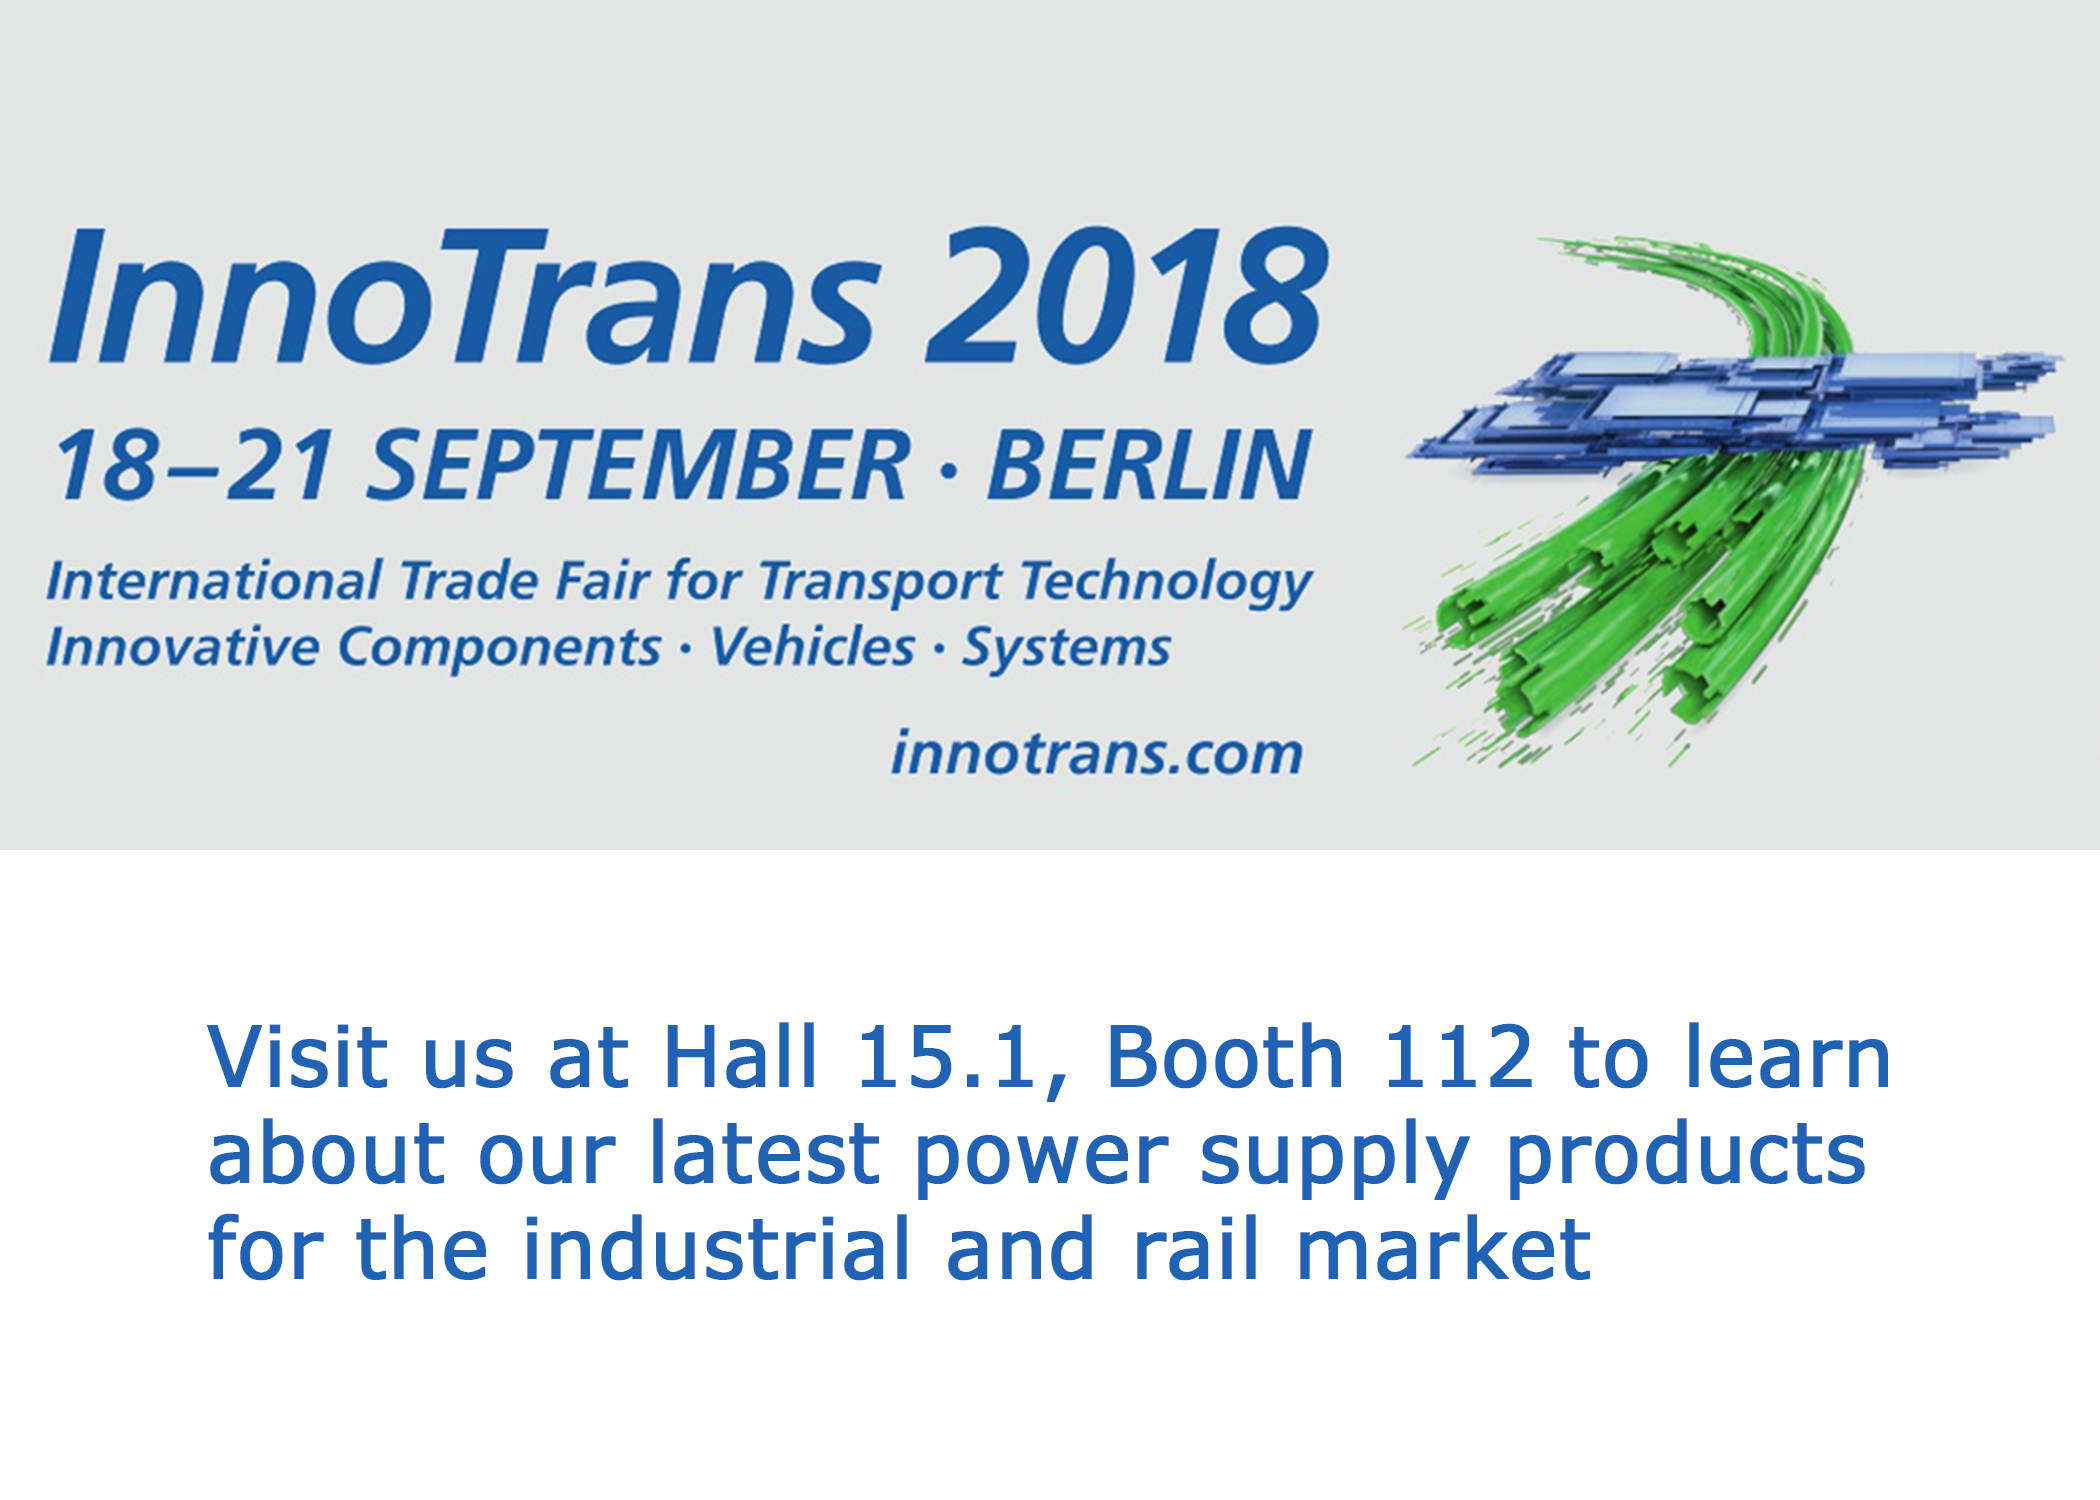 InnoTrans 2018
18–21 SEPTEMBER · BERLIN
International Trade Fair for Transport Technology
Innovative Components · Vehicles · Systems
innotrans.com
Visit us at Hall 15.1, Booth 112 to learn
about our latest power supply products
for the industrial and rail market